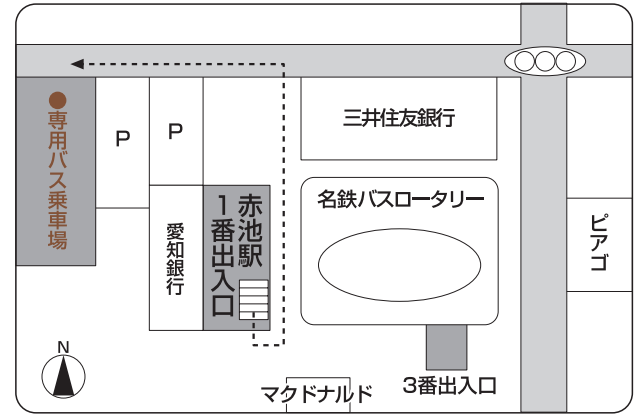 ●専用バス乗車場
P
P
三井住友銀行
名鉄バスロータリー
赤池駅
1番出入口
愛知銀行
ピアゴ
3番出入口
マクドナルド
N